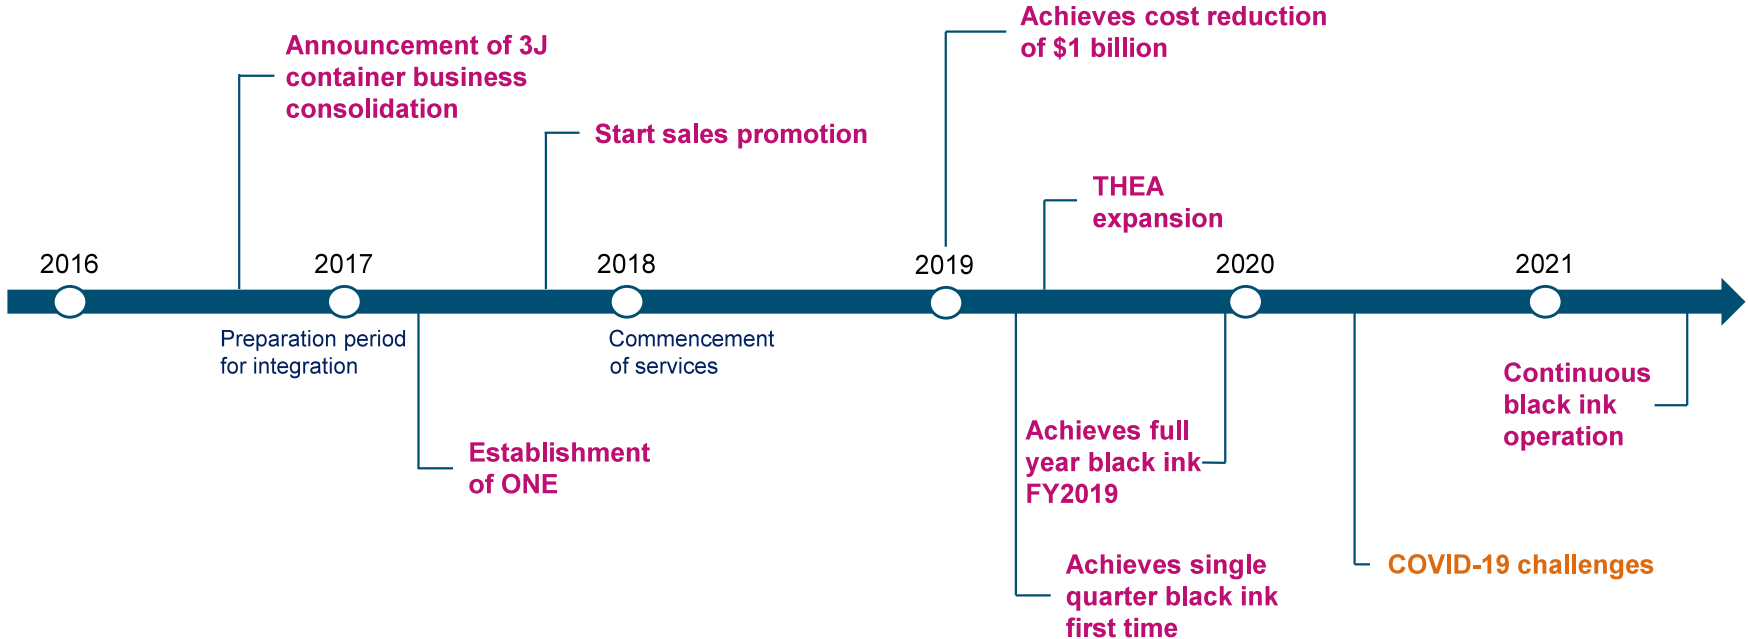 Achieves cost reduction
of $1 billion
Announcement of 3J
container business
consolidation
Start sales promotion
THEA
expansion
2016
2017
2018
2019
2020
2021
Preparation period
for integration
Commencement
of services
Continuous
black ink
operation
Establishment
of ONE
Achieves full
year black ink
FY2019
Achieves single
quarter black ink
first time
COVID-19 challenges